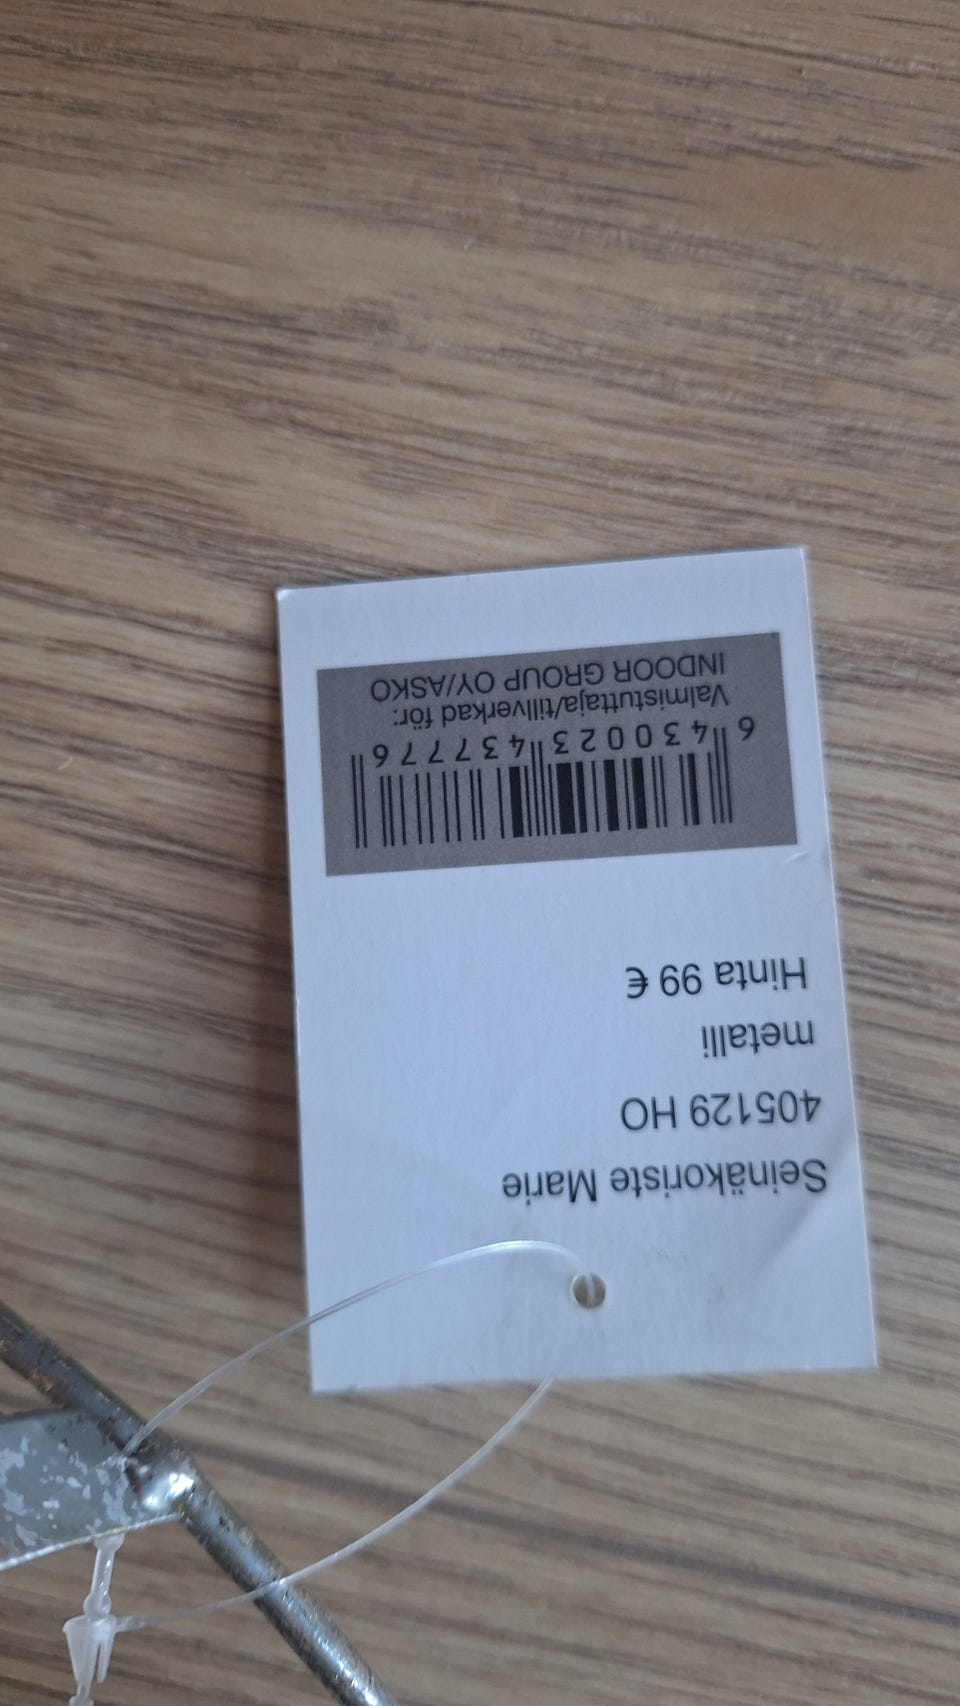 Seinäkoriste Marie
405129 HO
metalli
Hinta 99 €
6 430023 437776
Valmistuttaja/tillverkad för:
INDOOR GROUP OY/ASKO